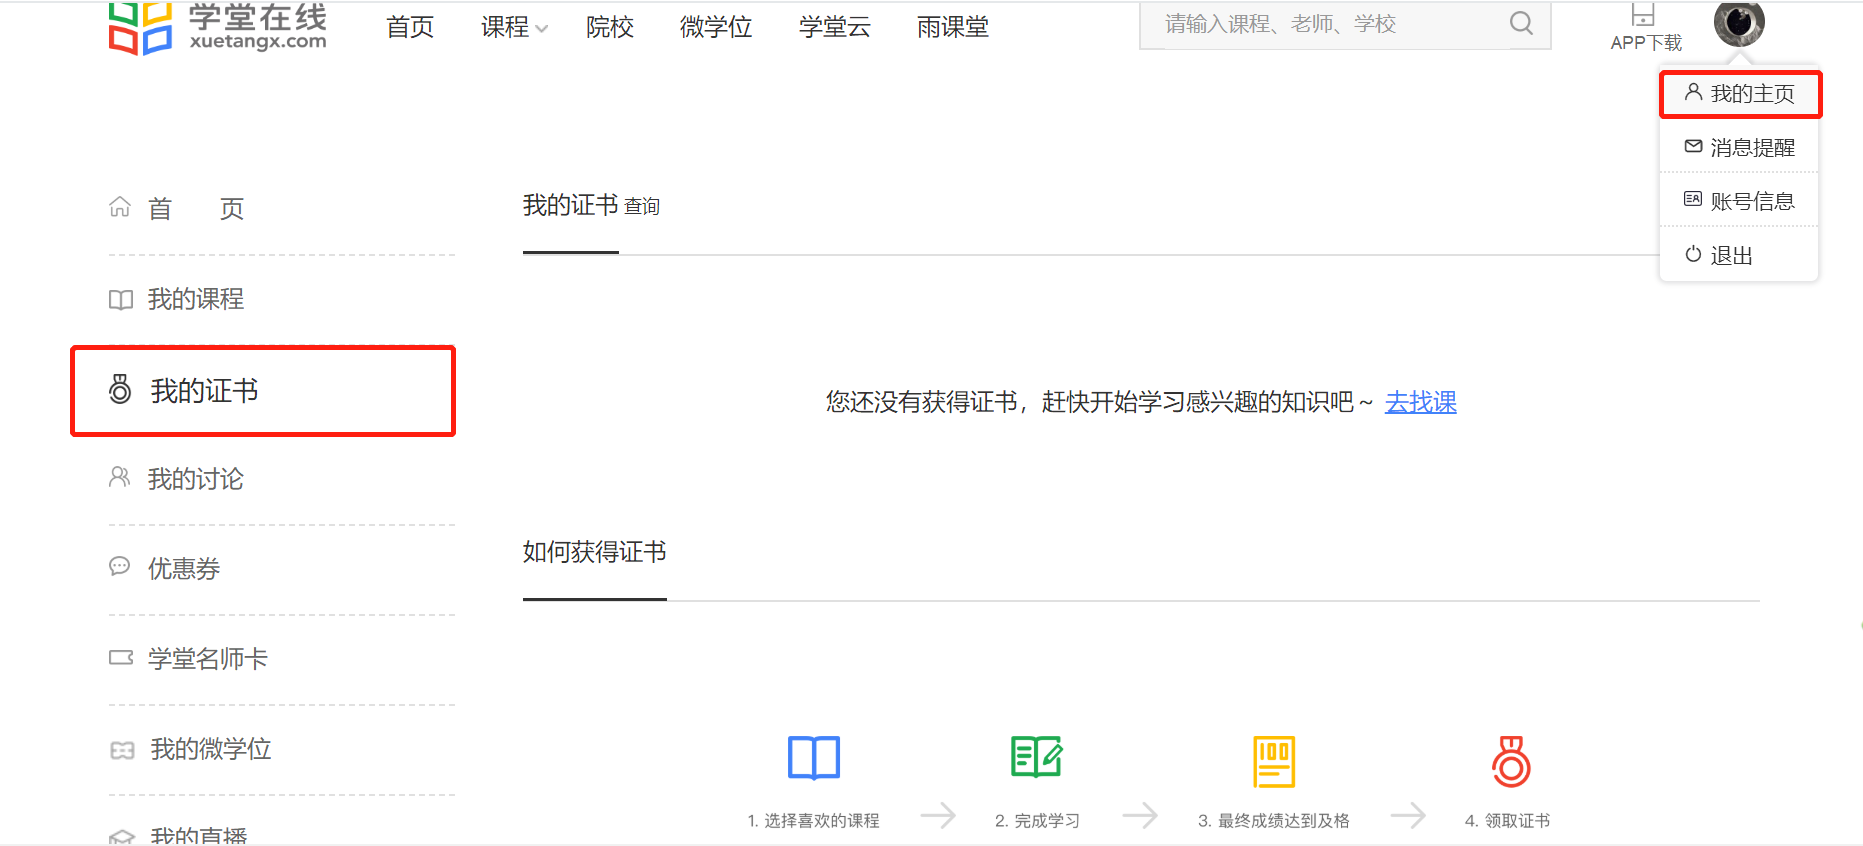 学堂在线
xuetangx.com
首页
课程
院校
微学位
学堂云
雨课堂
请输入课程、老师、学校
APP下载
我的主页
消息提醒
账号信息
退出
首 页
我的课程
我的证书
我的讨论
优惠券
学堂名师卡
我的微学位
我的直播
我的证书 查询
您还没有获得证书，赶快开始学习感兴趣的知识吧 ~ 去找课
如何获得证书
1. 选择喜欢的课程
2. 完成学习
3. 最终成绩达到及格
4. 领取证书